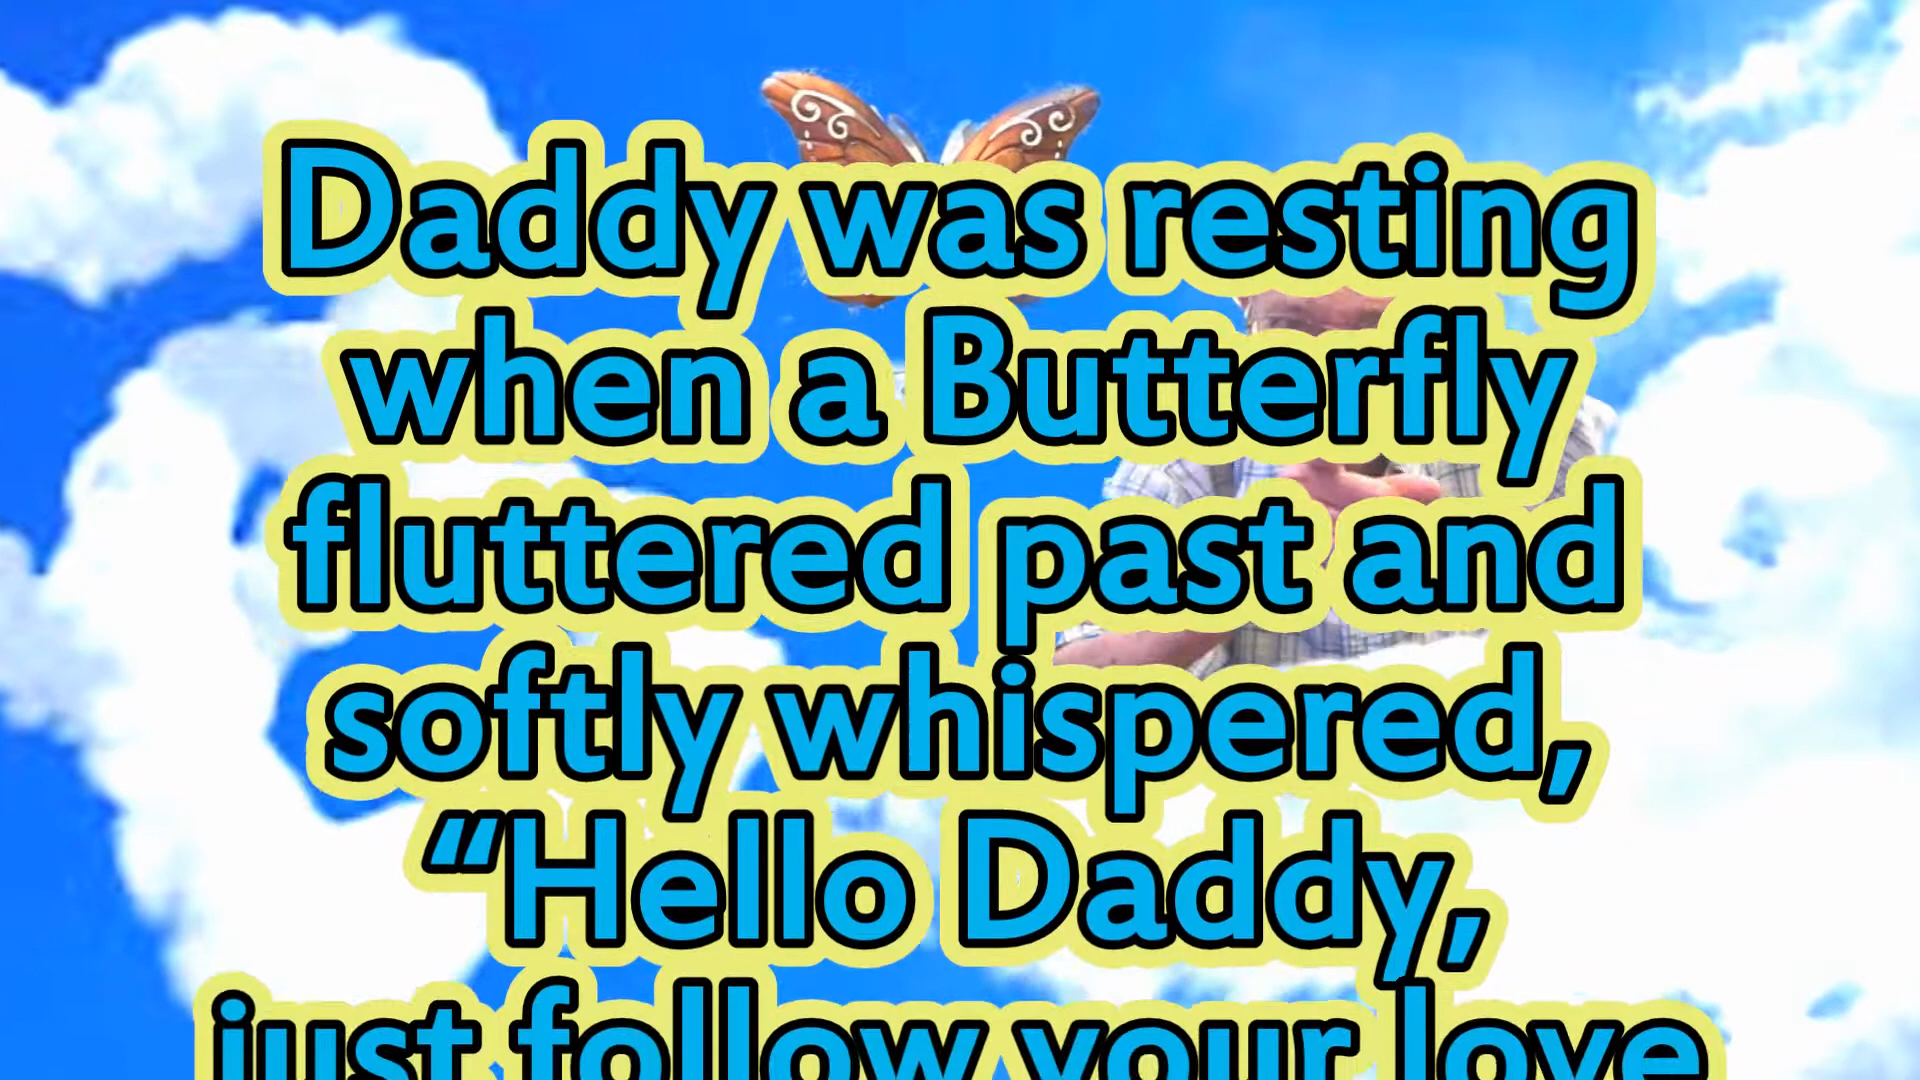 Daddy was resting
when a Butterfly
fluttered past and
softly whispered,
“Hello Daddy,
just follow your love